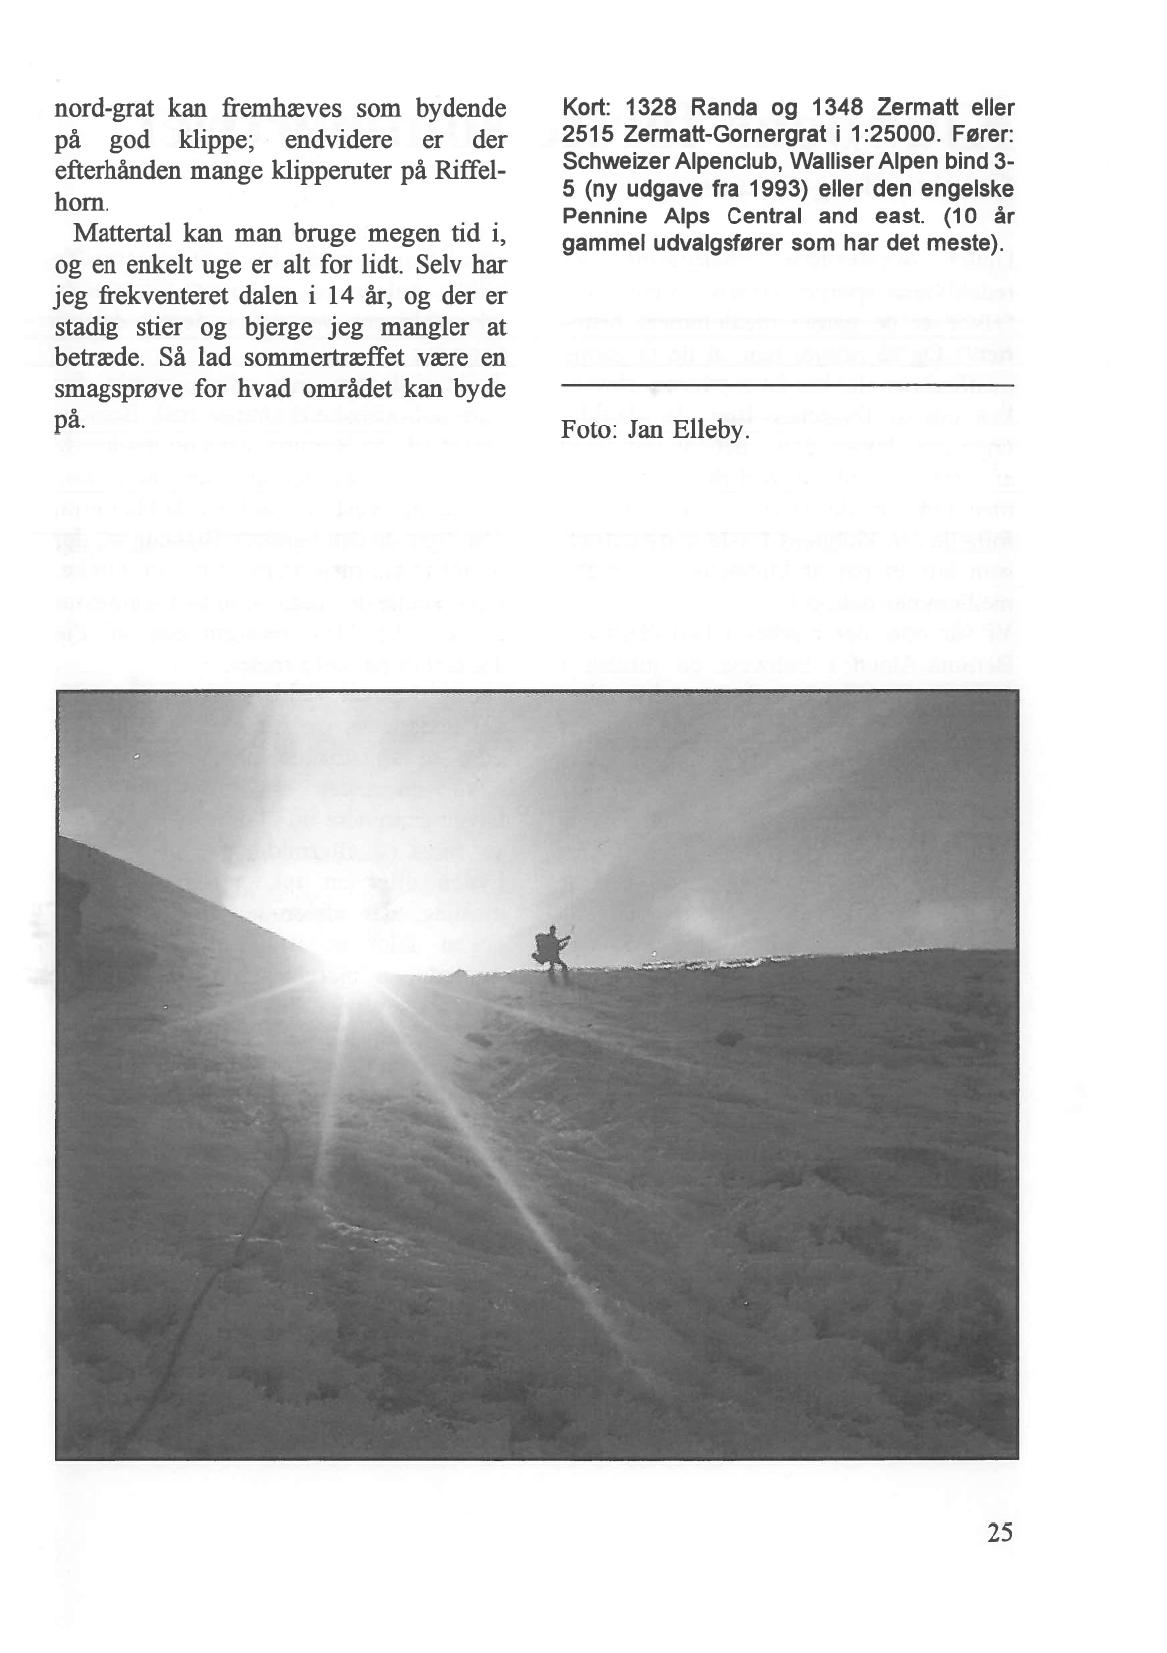 nord-grat kan fremhæves som bydende
på god klippe; endvidere er der
efterhånden mange klipperuter på Riffel-
horn.
Mattertal kan man bruge megen tid i,
og en enkelt uge er alt for lidt. Selv har
jeg frekventeret dalen i 14 år, og der er
stadig stier og bjerge jeg mangler at
betræde. Så lad sommertræffet være en
smagsprøve for hvad området kan byde
på.
Kort: 1328 Randa og 1348 Zermatt eller
2515 Zermatt-Gornergrat i 1:25000. Fører:
Schweizer Alpenclub, Walliser Alpen bind 3-
5 (ny udgave fra 1993) eller den engelske
Pennine Alps Central and east. (10 år
gammel udvalgsfører som har det meste).
Foto: Jan Elleby.
25